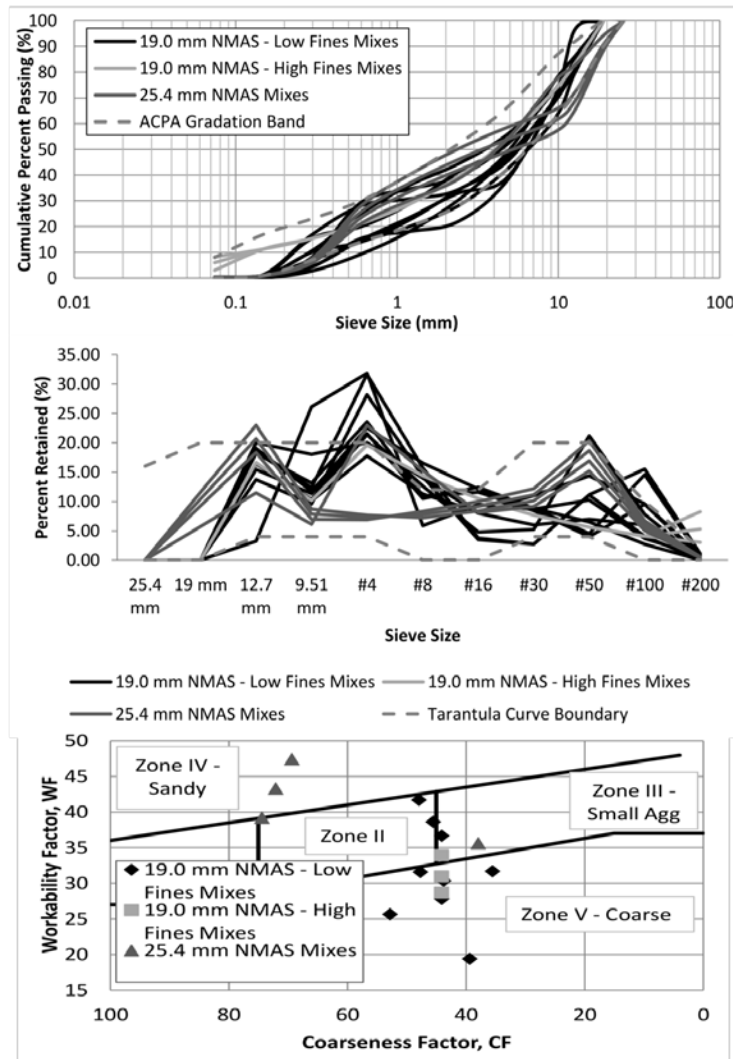 100
90
80
70
60
50
40
30
20
10
0
Cumulative Percent Passing (%)
19.0 mm NMAS - Low Fines Mixes
19.0 mm NMAS - High Fines Mixes
25.4 mm NMAS Mixes
ACPA Gradation Band
0.01 0.1 1 10 100
Sieve Size (mm)
35.00
30.00
25.00
20.00
15.00
10.00
5.00
0.00
Percent Retained (%)
25.4 19 mm 12.7 9.51 #4 #8 #16 #30 #50 #100 #200
mm mm mm
Sieve Size
19.0 mm NMAS - Low Fines Mixes 19.0 mm NMAS - High Fines Mixes
25.4 mm NMAS Mixes Tarantula Curve Boundary
50
45
40
35
30
25
20
15
Workability Factor, WF
Zone IV -
Sandy
Zone III -
Small Agg
Zone II
19.0 mm NMAS - Low
Fines Mixes
19.0 mm NMAS - High
Fines Mixes
25.4 mm NMAS Mixes
Zone V - Coarse
100 80 60 40 20 0
Coarseness Factor, CF